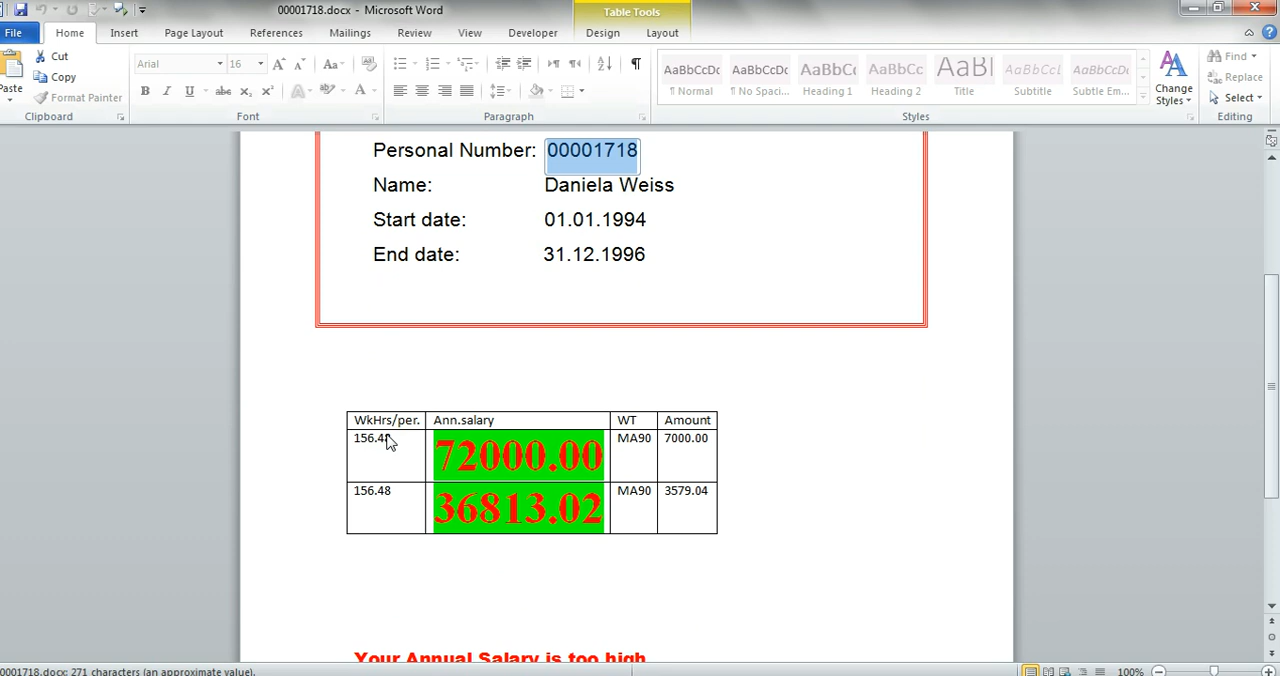 00001718.docx - Microsoft Word
Table Tools
File Home Insert Page Layout References Mailings Review View Developer Design Layout
Paste
Cut
Copy
Format Painter
Clipboard
Arial 16
Font
Paragraph
AaBbCcDc AaBbCcDc AaBbCc AaBbCc AaBl AaBbCcL AaBbCcDc
¶ Normal ¶ No Spaci... Heading 1 Heading 2 Title Subtitle Subtle Em...
Styles
Change
Styles
Find
Replace
Select
Editing
Personal Number: 00001718
Name: Daniela Weiss
Start date: 01.01.1994
End date: 31.12.1996
WkHrs/per. Ann.salary WT Amount
156.48 72000.00 MA90 7000.00
156.48 36813.02 MA90 3579.04
Your Annual Salary is too high
00001718.docx: 271 characters (an approximate value).
100%